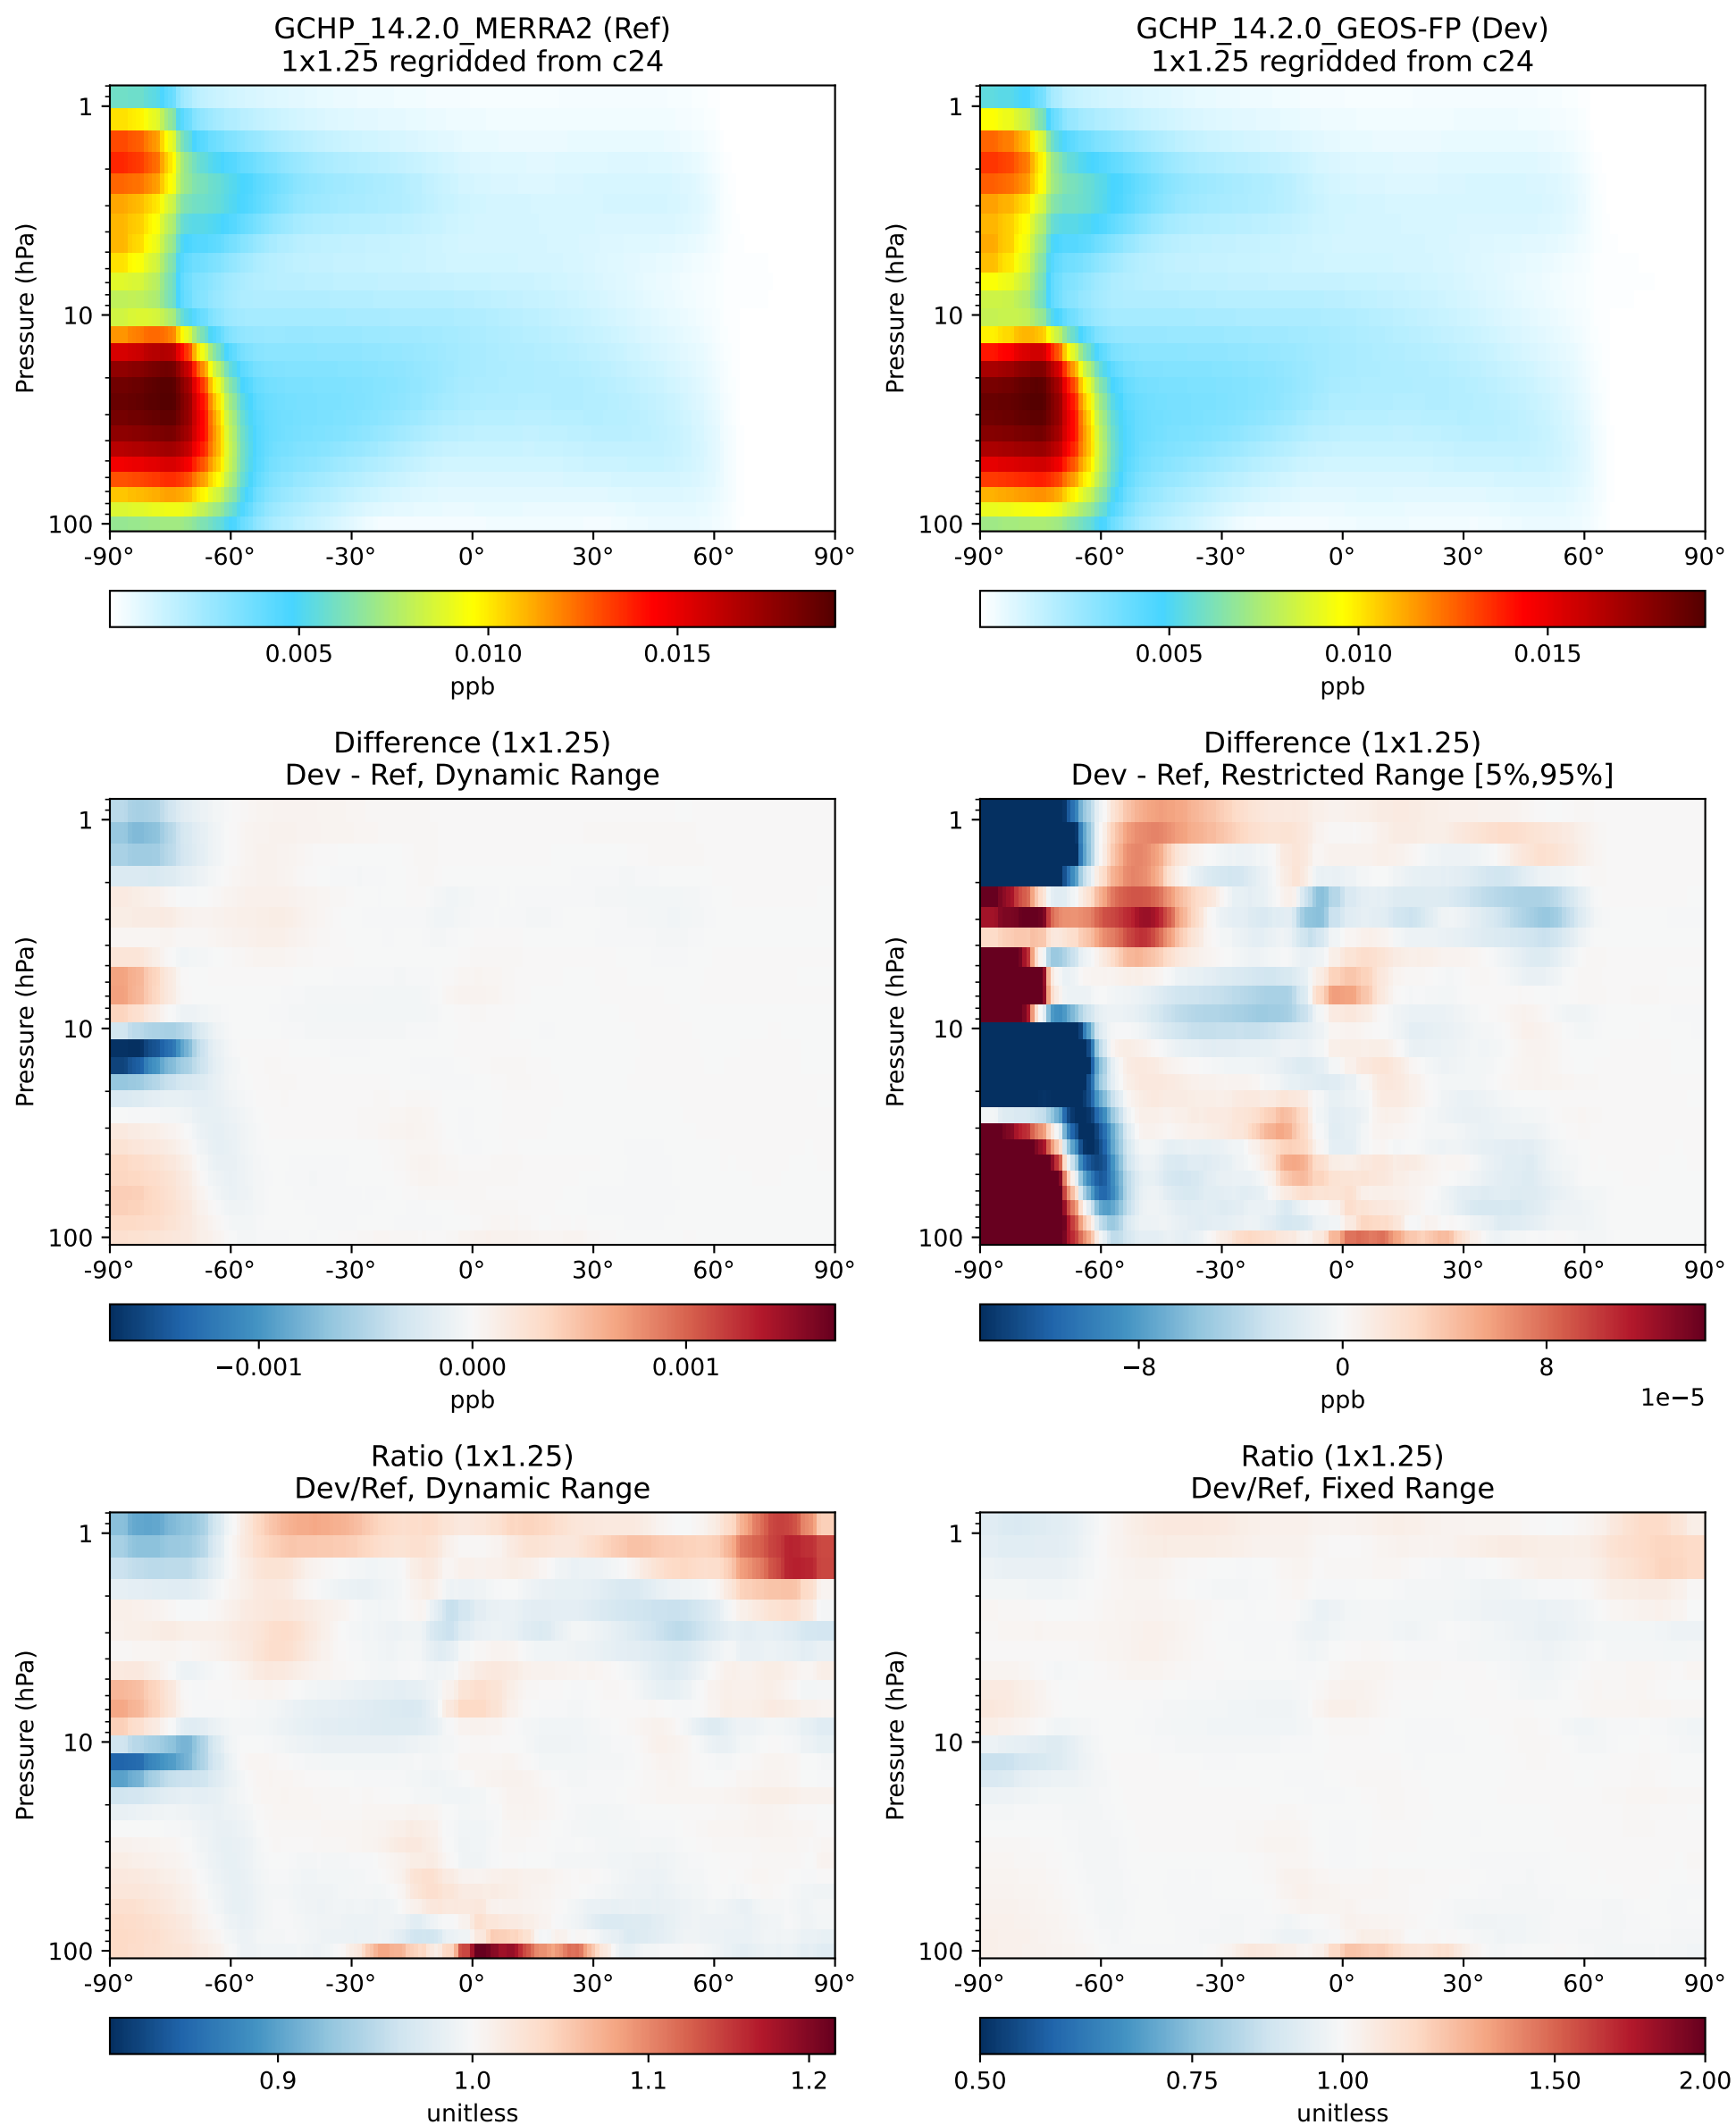 GCHP_14.2.0_MERRA2 (Ref)
1x1.25 regridded from c24
Pressure (hPa)
1
10
100
-90° -60° -30° 0° 30° 60° 90°
0.005 0.010 0.015
ppb
GCHP_14.2.0_GEOS-FP (Dev)
1x1.25 regridded from c24
Pressure (hPa)
1
10
100
-90° -60° -30° 0° 30° 60° 90°
0.005 0.010 0.015
ppb
Difference (1x1.25)
Dev - Ref, Dynamic Range
Pressure (hPa)
1
10
100
-90° -60° -30° 0° 30° 60° 90°
−0.001 0.000 0.001
ppb
Difference (1x1.25)
Dev - Ref, Restricted Range [5%,95%]
Pressure (hPa)
1
10
100
-90° -60° -30° 0° 30° 60° 90°
−8 0 8
ppb
1e−5
Ratio (1x1.25)
Dev/Ref, Dynamic Range
Pressure (hPa)
1
10
100
-90° -60° -30° 0° 30° 60° 90°
0.9 1.0 1.1 1.2
unitless
Ratio (1x1.25)
Dev/Ref, Fixed Range
Pressure (hPa)
1
10
100
-90° -60° -30° 0° 30° 60° 90°
0.50 0.75 1.00 1.50 2.00
unitless